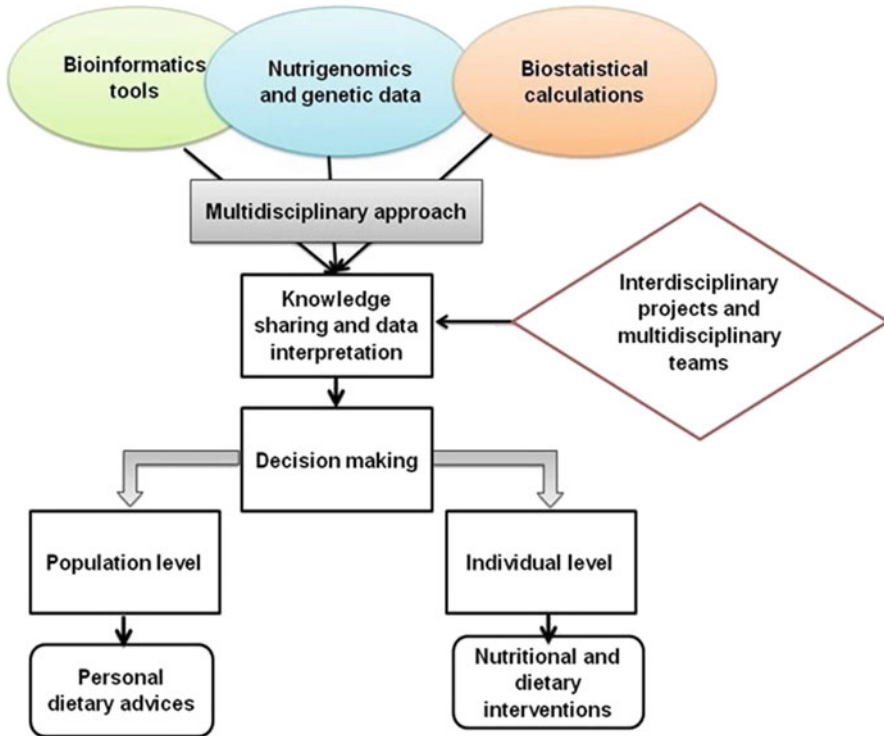 Bioinformatics
tools
Nutrigenomics
and genetic data
Biostatistical
calculations
Multidisciplinary approach
Knowledge
sharing and data
interpretation
Interdisciplinary
projects and
multidisciplinary
teams
Decision making
Population level
Individual level
Personal
dietary advices
Nutritional and
dietary
interventions